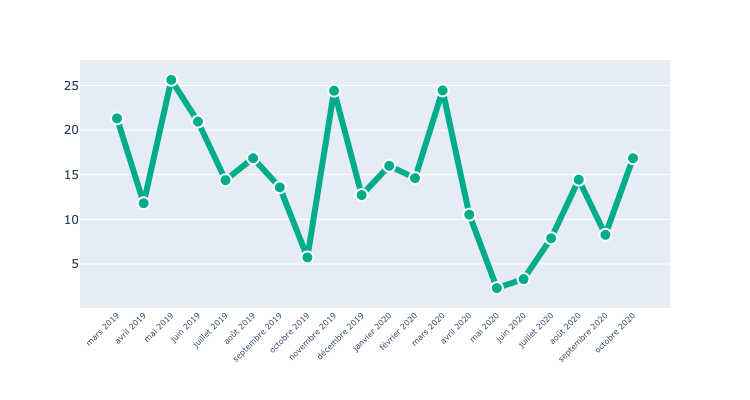 25
20
15
10
5
mars 2019
avril 2019
mai 2019
juin 2019
juillet 2019
août 2019
septembre 2019
octobre 2019
novembre 2019
décembre 2019
janvier 2020
février 2020
mars 2020
avril 2020
mai 2020
juin 2020
juillet 2020
août 2020
septembre 2020
octobre 2020